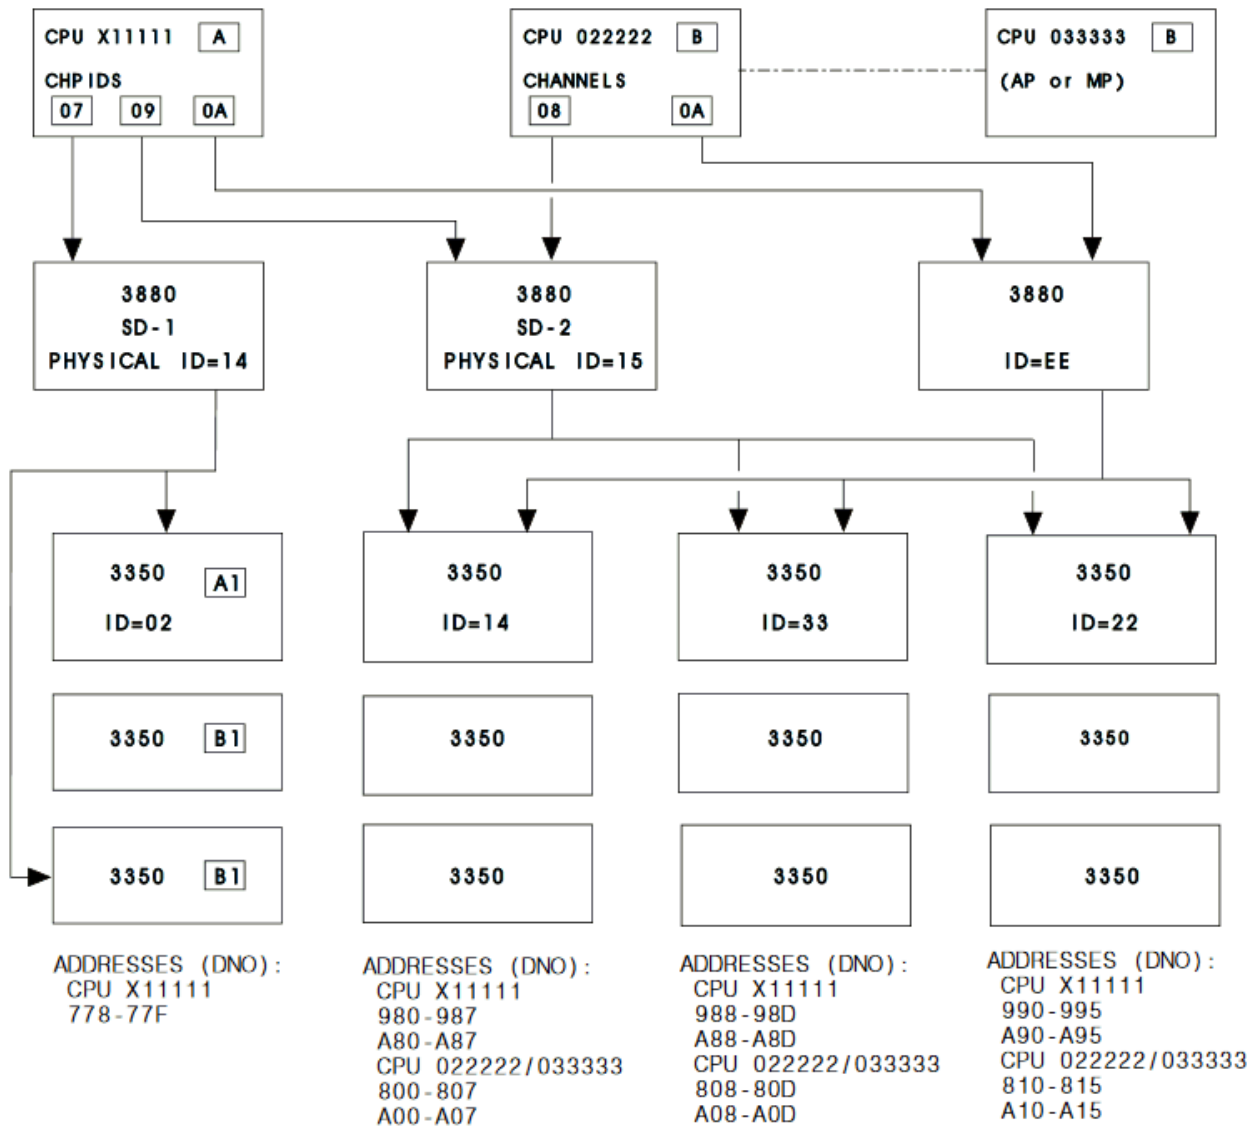 CPU X11111 A
CHPIDS
07 09 0A
CPU 022222 B
CHANNELS
08 0A
CPU 033333 B
(AP or MP)
3880
SD-1
PHYSICAL ID=14
3880
SD-2
PHYSICAL ID=15
3880
ID=EE
3350 A1
ID=02
3350
ID=14
3350
ID=33
3350
ID=22
3350 B1
3350
3350
3350
3350 B1
3350
3350
3350
ADDRESSES (DNO):
CPU X11111
778-77F
ADDRESSES (DNO):
CPU X11111
980-987
A80-A87
CPU 022222/033333
800-807
A00-A07
ADDRESSES (DNO):
CPU X11111
988-98D
A88-A8D
CPU 022222/033333
808-80D
A08-A0D
ADDRESSES (DNO):
CPU X11111
990-995
A90-A95
CPU 022222/033333
810-815
A10-A15